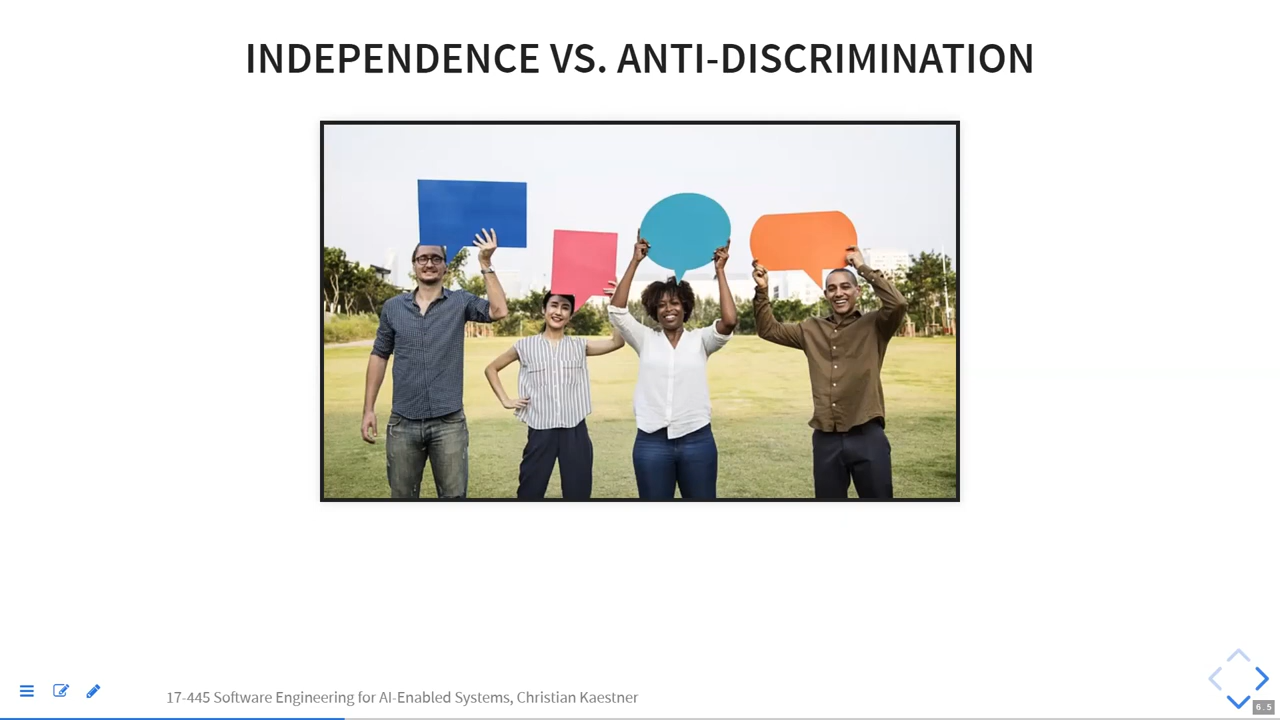 INDEPENDENCE VS. ANTI-DISCRIMINATION
17-445 Software Engineering for AI-Enabled Systems, Christian Kaestner
6.5